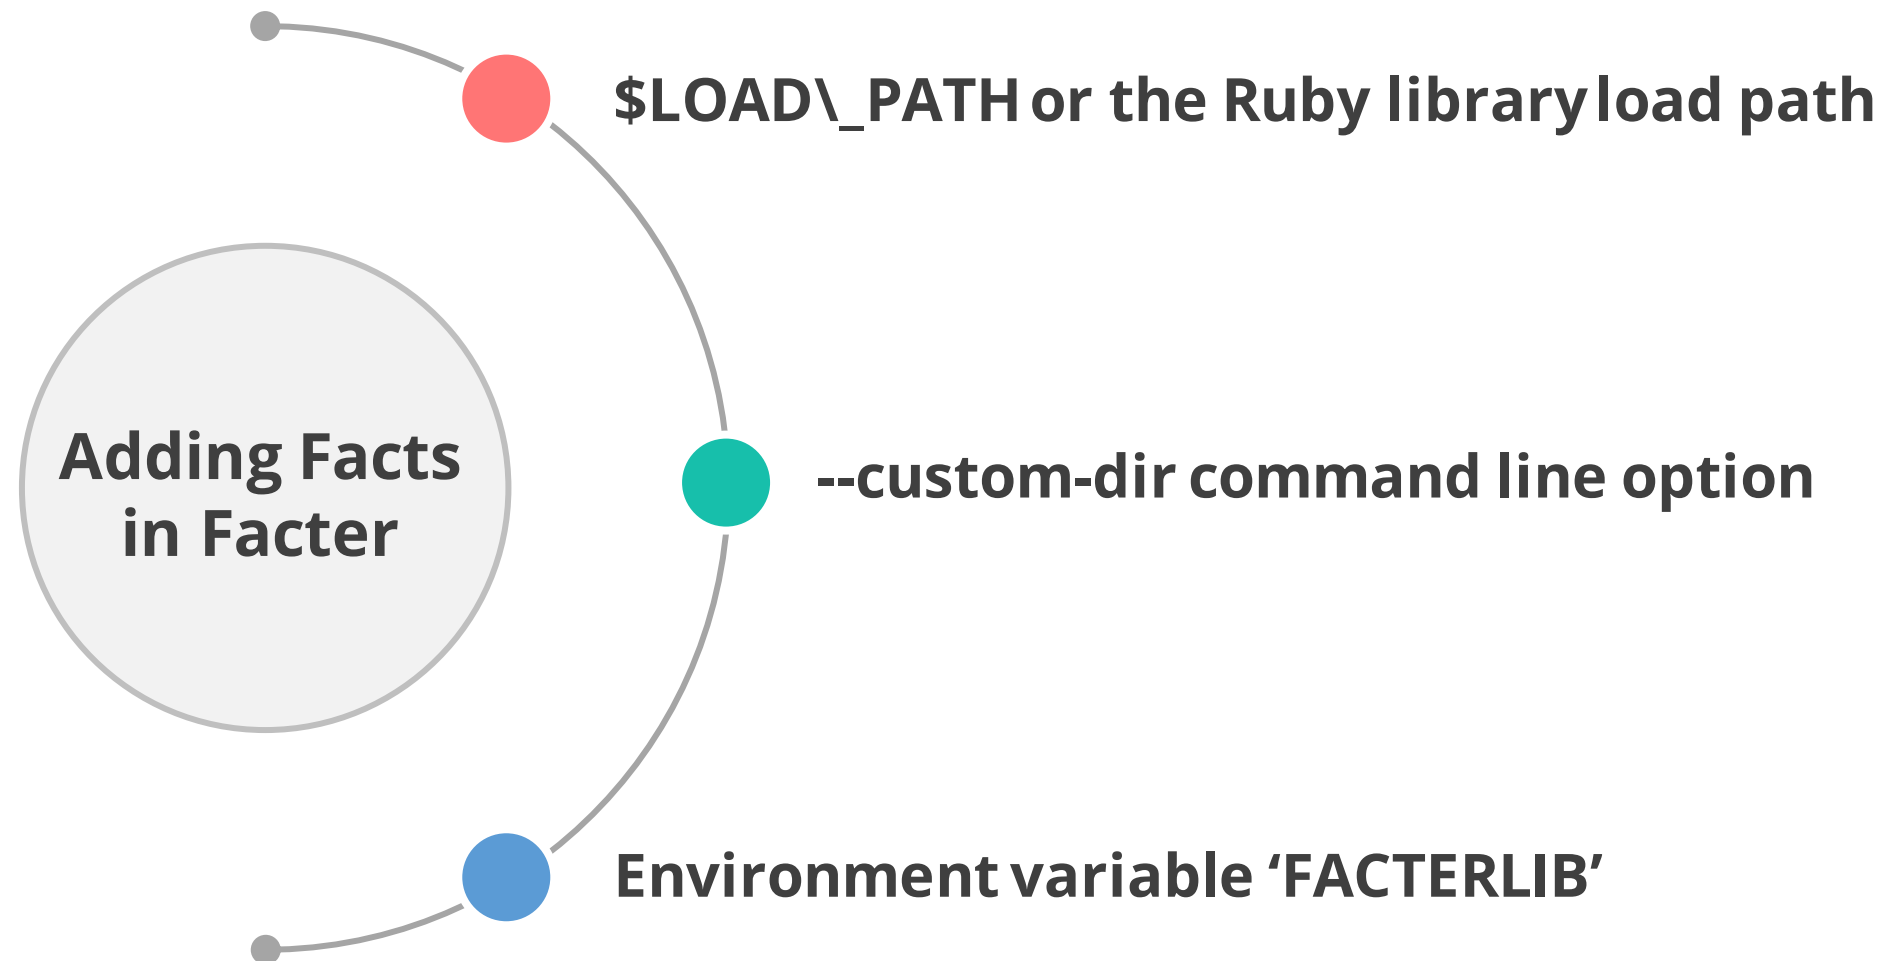 $LOAD\_PATH or the Ruby library load path
Adding Facts
in Facter
--custom-dir command line option
Environment variable ‘FACTERLIB’